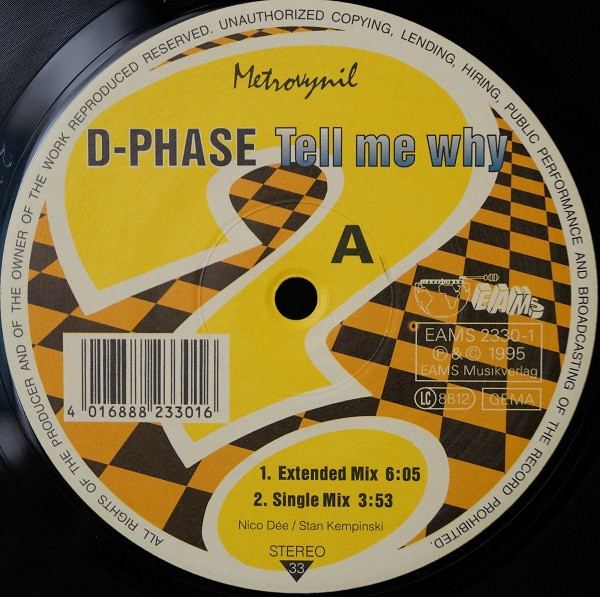 ALL RIGHTS OF THE PRODUCER AND OF THE OWNER OF THE WORK REPRODUCED RESERVED. UNAUTHORIZED COPYING, LENDING, HIRING, PUBLIC PERFORMANCE AND BROADCASTING OF THE RECORD PROHIBITED.
Metrovynil
D-PHASE Tell me why
A
EAMS
EAMS 2330-1
Ⓟ & © 1995
EAMS Musikverlag
LC 8812 GEMA
4 016888 233016
1. Extended Mix 6:05
2. Single Mix 3:53
Nico Dée / Stan Kempinski
STEREO
33